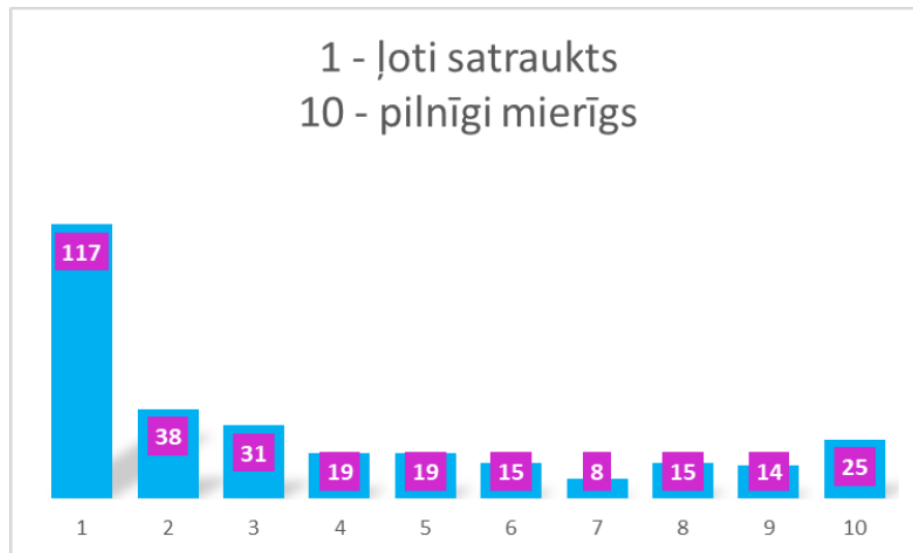 1 - ļoti satraukts
10 - pilnīgi mierīgs
117 38 31 19 19 15 8 15 14 25
1 2 3 4 5 6 7 8 9 10